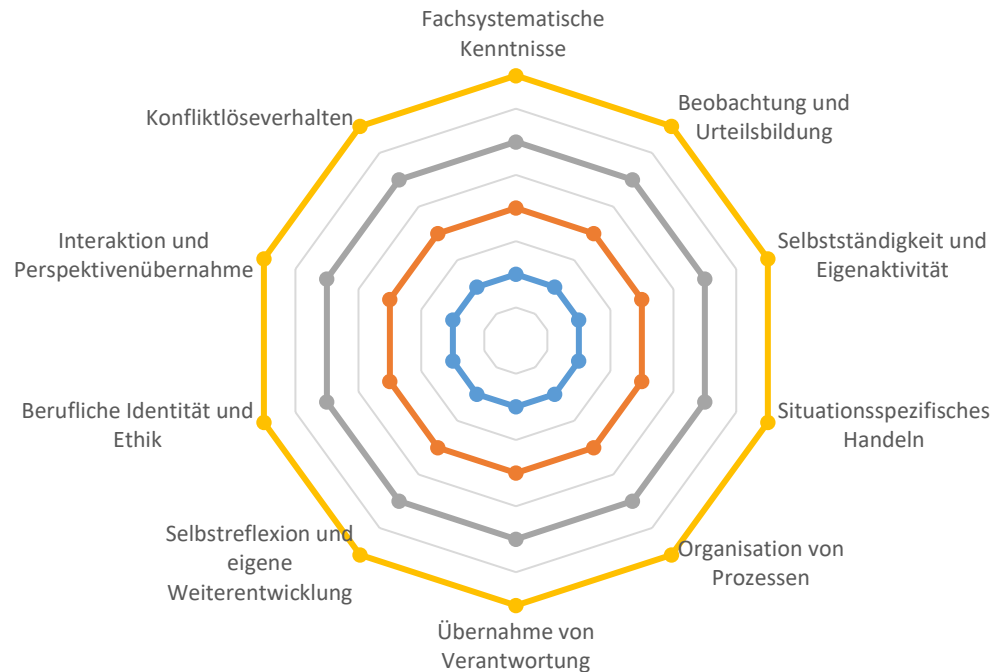 Fachsystematische
Kenntnisse
Beobachtung und
Urteilsbildung
Selbstständigkeit und
Eigenaktivität
Situationsspezifisches
Handeln
Organisation von
Prozessen
Übernahme von
Verantwortung
Selbstreflexion und
eigene
Weiterentwicklung
Berufliche Identität und
Ethik
Interaktion und
Perspektivenübernahme
Konfliktlöseverhalten